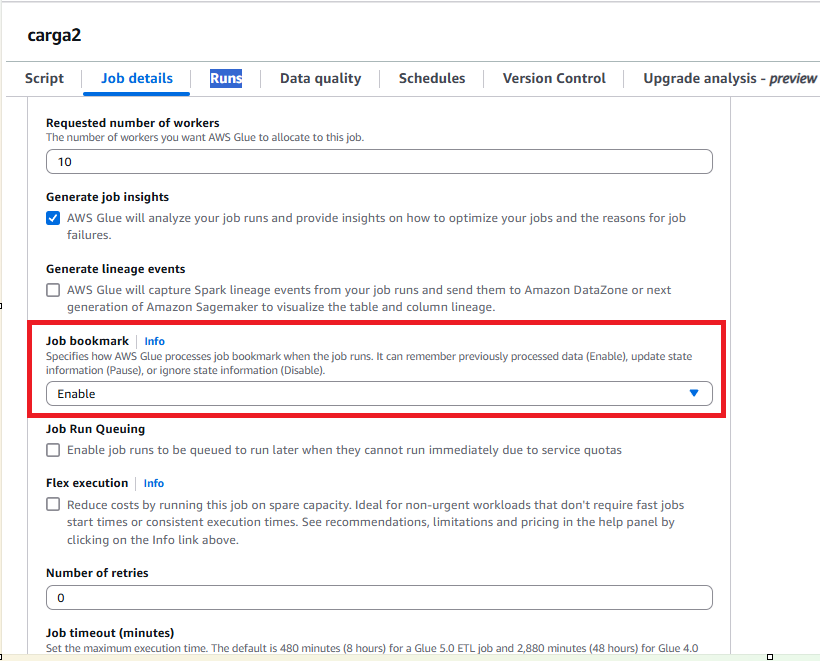 carga2
Script Job details Runs Data quality Schedules Version Control Upgrade analysis - preview
Requested number of workers
The number of workers you want AWS Glue to allocate to this job.
10
Generate job insights
AWS Glue will analyze your job runs and provide insights on how to optimize your jobs and the reasons for job
failures.
Generate lineage events
AWS Glue will capture Spark lineage events from your job runs and send them to Amazon DataZone or next
generation of Amazon Sagemaker to visualize the table and column lineage.
Job bookmark Info
Specifies how AWS Glue processes job bookmark when the job runs. It can remember previously processed data (Enable), update state
information (Pause), or ignore state information (Disable).
Enable
Job Run Queuing
Enable job runs to be queued to run later when they cannot run immediately due to service quotas
Flex execution Info
Reduce costs by running this job on spare capacity. Ideal for non-urgent workloads that don't require fast jobs
start times or consistent execution times. See recommendations, limitations and pricing in the help panel by
clicking on the Info link above.
Number of retries
0
Job timeout (minutes)
Set the maximum execution time. The default is 480 minutes (8 hours) for a Glue 5.0 ETL job and 2,880 minutes (48 hours) for Glue 4.0